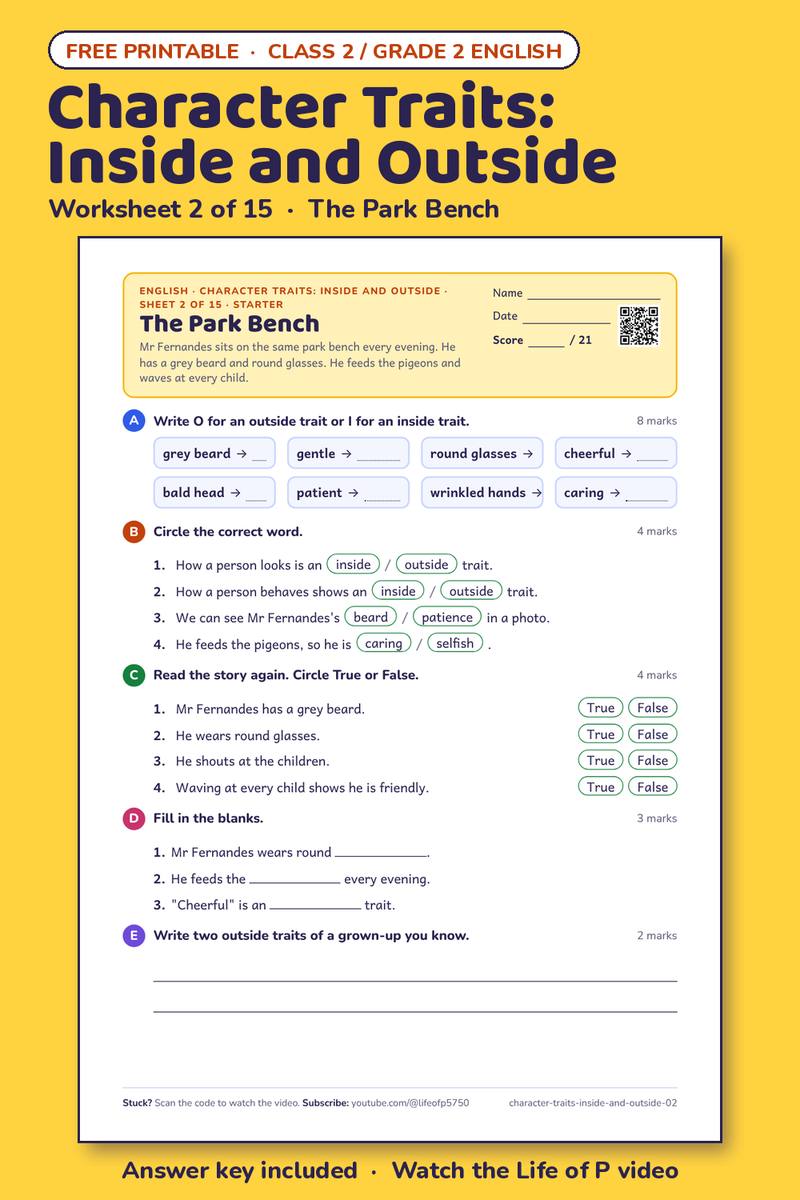 FREE PRINTABLE · CLASS 2 / GRADE 2 ENGLISH
Character Traits:
Inside and Outside
Worksheet 2 of 15 · The Park Bench
ENGLISH · CHARACTER TRAITS: INSIDE AND OUTSIDE ·
SHEET 2 OF 15 · STARTER
The Park Bench
Mr Fernandes sits on the same park bench every evening. He
has a grey beard and round glasses. He feeds the pigeons and
waves at every child.
Name ____
Date ____
Score ____ / 21
A Write O for an outside trait or I for an inside trait. 8 marks
grey beard → ____ gentle → ____ round glasses → cheerful → ____
bald head → ____ patient → ____ wrinkled hands → caring → ____
B Circle the correct word. 4 marks
1. How a person looks is an inside / outside trait.
2. How a person behaves shows an inside / outside trait.
3. We can see Mr Fernandes's beard / patience in a photo.
4. He feeds the pigeons, so he is caring / selfish .
C Read the story again. Circle True or False. 4 marks
1. Mr Fernandes has a grey beard. True False
2. He wears round glasses. True False
3. He shouts at the children. True False
4. Waving at every child shows he is friendly. True False
D Fill in the blanks. 3 marks
1. Mr Fernandes wears round ____.
2. He feeds the ____ every evening.
3. "Cheerful" is an ____ trait.
E Write two outside traits of a grown-up you know. 2 marks
Stuck? Scan the code to watch the video. Subscribe: youtube.com/@lifeofp5750 character-traits-inside-and-outside-02
Answer key included · Watch the Life of P video